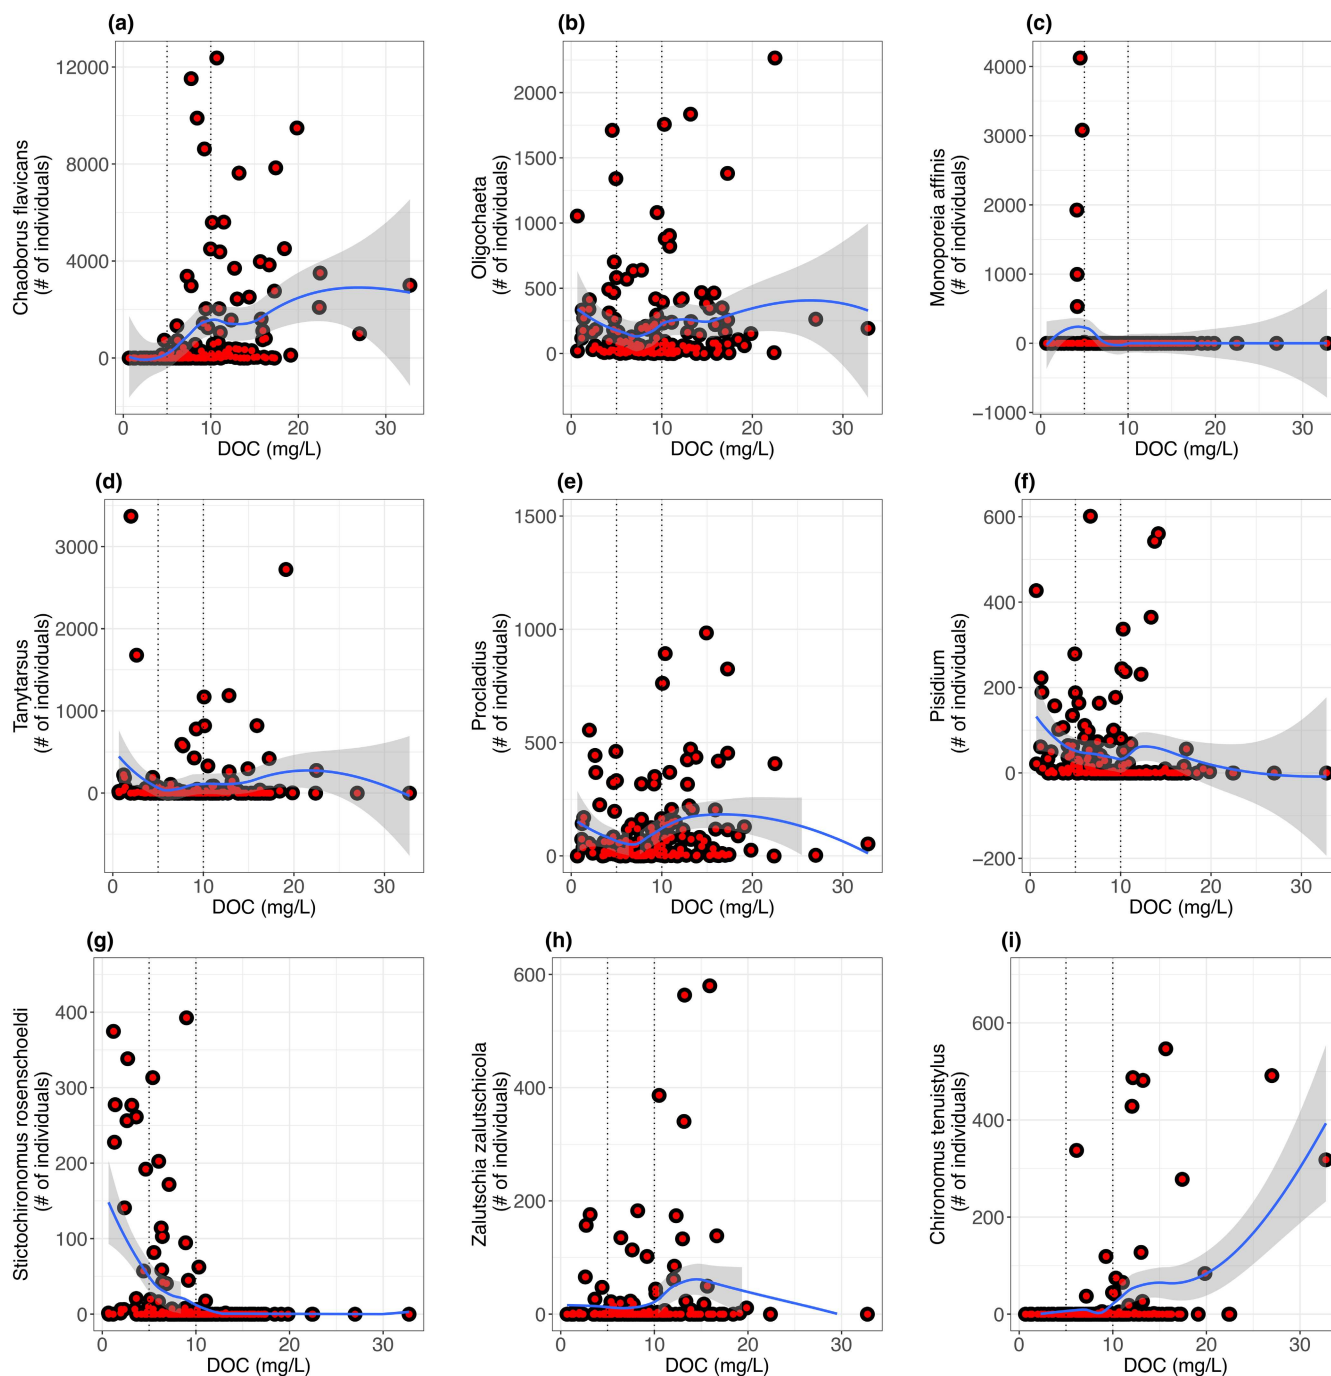 (a)
Chaoborus flavicans
(# of individuals)
12000
8000
4000
0
0 10 20 30
DOC (mg/L)
(b)
Oligochaeta
(# of individuals)
2000
1500
1000
500
0
0 10 20 30
DOC (mg/L)
(c)
Monoporeia affinis
(# of individuals)
4000
3000
2000
1000
0
−1000
0 10 20 30
DOC (mg/L)
(d)
Tanytarsus
(# of individuals)
3000
2000
1000
0
0 10 20 30
DOC (mg/L)
(e)
Procladius
(# of individuals)
1500
1000
500
0
0 10 20 30
DOC (mg/L)
(f)
Pisidium
(# of individuals)
600
400
200
0
−200
0 10 20 30
DOC (mg/L)
(g)
Stictochironomus rosenschoeldi
(# of individuals)
400
300
200
100
0
0 10 20 30
DOC (mg/L)
(h)
Zalutschia zalutschicola
(# of individuals)
600
400
200
0
0 10 20 30
DOC (mg/L)
(i)
Chironomus tenuistylus
(# of individuals)
600
400
200
0
0 10 20 30
DOC (mg/L)